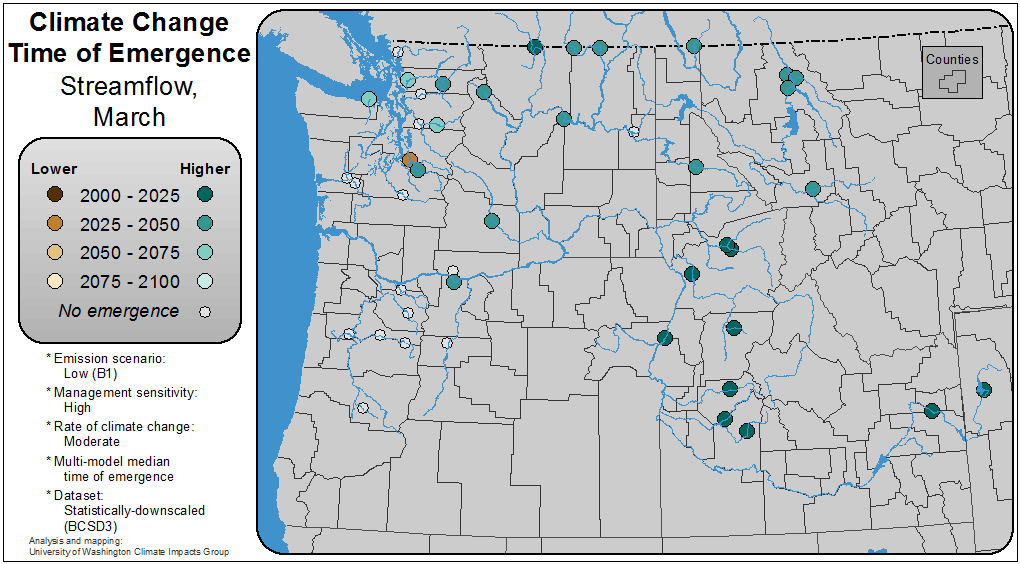 Climate Change
Time of Emergence
Streamflow,
March
Lower Higher
2000 - 2025
2025 - 2050
2050 - 2075
2075 - 2100
No emergence
* Emission scenario:
Low (B1)
* Management sensitivity:
High
* Rate of climate change:
Moderate
* Multi-model median
time of emergence
* Dataset:
Statistically-downscaled
(BCSD3)
Analysis and mapping:
University of Washington Climate Impacts Group
Counties